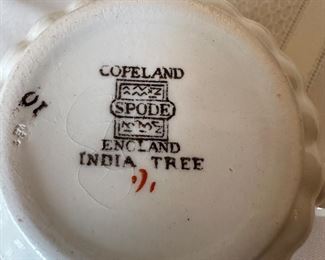 COPELAND
SPODE
ENGLAND
INDIA TREE